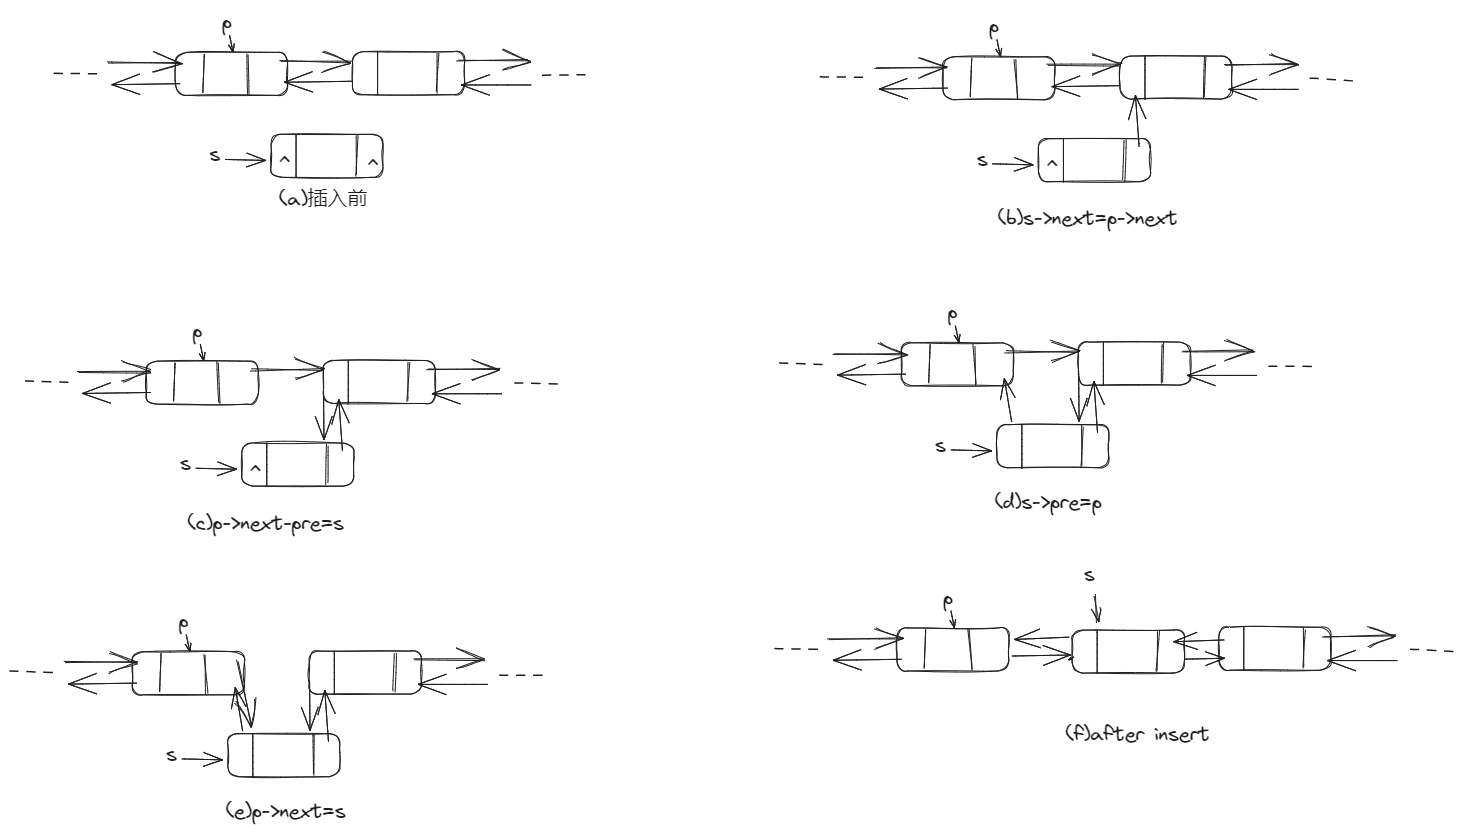 p
s
^ ^
(a)插入前
p
s
^
(b)s->next=p->next
p
s
^
(c)p->next-pre=s
p
s
(d)s->pre=p
p
s
(e)p->next=s
s
p
(f)after insert